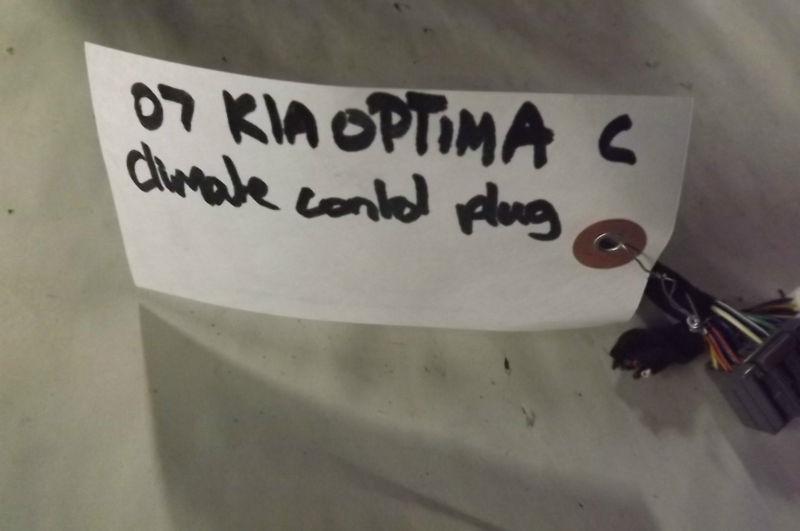 07 KIA OPTIMA C
climate contol plug